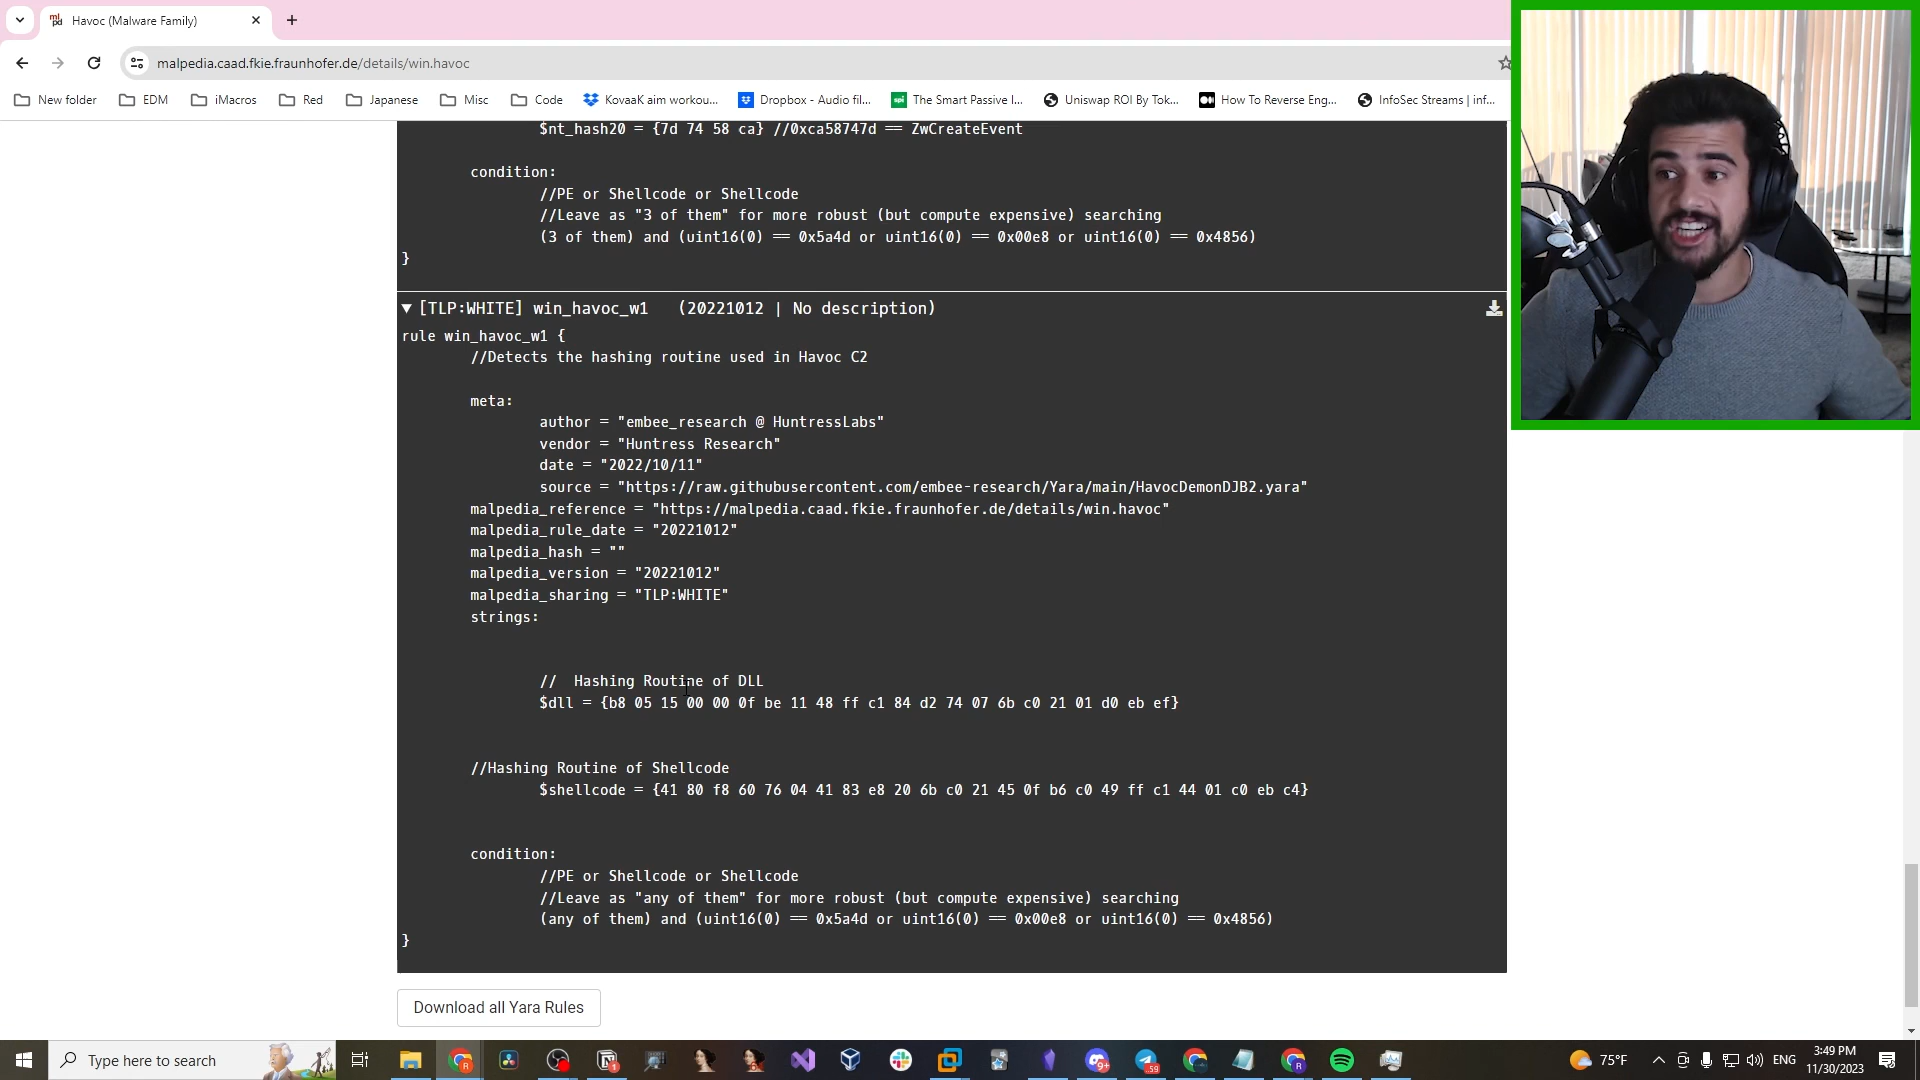 Havoc (Malware Family)
malpedia.caad.fkie.fraunhofer.de/details/win.havoc
New folder EDM iMacros Red Japanese Misc Code KovaaK aim workou... Dropbox - Audio fil... The Smart Passive I... Uniswap ROI By Tok... How To Reverse Eng... InfoSec Streams | inf...
$nt_hash20 = {7d 74 58 ca} //0xca58747d == ZwCreateEvent
condition:
//PE or Shellcode or Shellcode
//Leave as "3 of them" for more robust (but compute expensive) searching
(3 of them) and (uint16(0) == 0x5a4d or uint16(0) == 0x00e8 or uint16(0) == 0x4856)
}
▼ [TLP:WHITE] win_havoc_w1 (20221012 | No description)
rule win_havoc_w1 {
//Detects the hashing routine used in Havoc C2
meta:
author = "embee_research @ HuntressLabs"
vendor = "Huntress Research"
date = "2022/10/11"
source = "https://raw.githubusercontent.com/embee-research/Yara/main/HavocDemonDJB2.yara"
malpedia_reference = "https://malpedia.caad.fkie.fraunhofer.de/details/win.havoc"
malpedia_rule_date = "20221012"
malpedia_hash = ""
malpedia_version = "20221012"
malpedia_sharing = "TLP:WHITE"
strings:
// Hashing Routine of DLL
$dll = {b8 05 15 00 00 0f be 11 48 ff c1 84 d2 74 07 6b c0 21 01 d0 eb ef}
//Hashing Routine of Shellcode
$shellcode = {41 80 f8 60 76 04 41 83 e8 20 6b c0 21 45 0f b6 c0 49 ff c1 44 01 c0 eb c4}
condition:
//PE or Shellcode or Shellcode
//Leave as "any of them" for more robust (but compute expensive) searching
(any of them) and (uint16(0) == 0x5a4d or uint16(0) == 0x00e8 or uint16(0) == 0x4856)
}
Download all Yara Rules
Type here to search
75°F
ENG
3:49 PM
11/30/2023